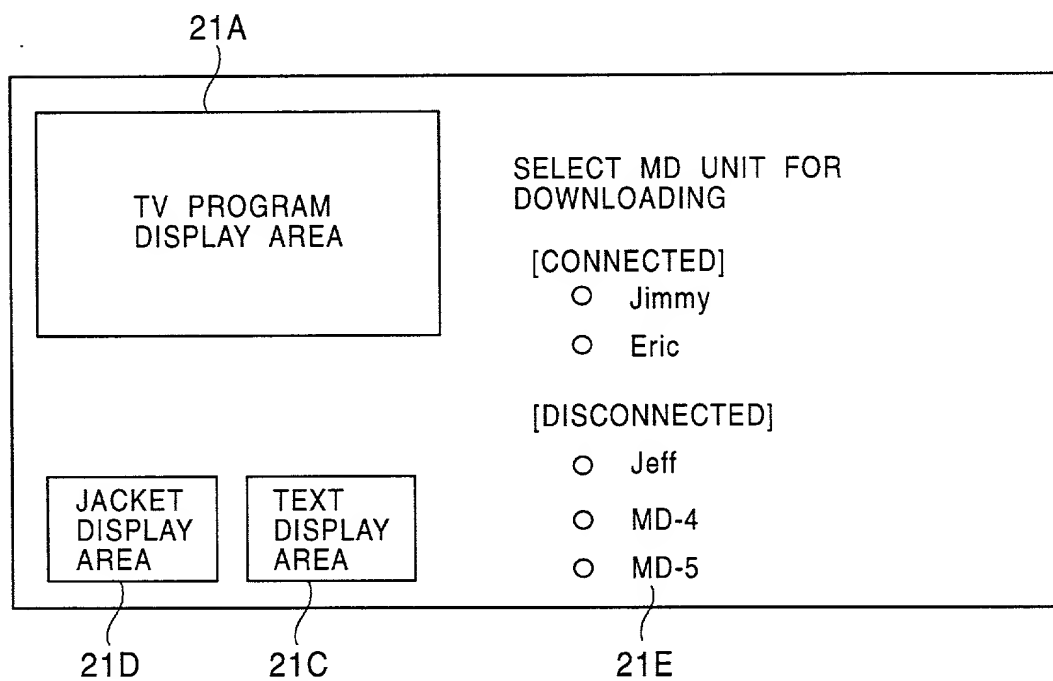 21A
TV PROGRAM
DISPLAY AREA
SELECT MD UNIT FOR
DOWNLOADING
[CONNECTED]
Jimmy
Eric
[DISCONNECTED]
Jeff
MD-4
MD-5
JACKET
DISPLAY
AREA
TEXT
DISPLAY
AREA
21D
21C
21E